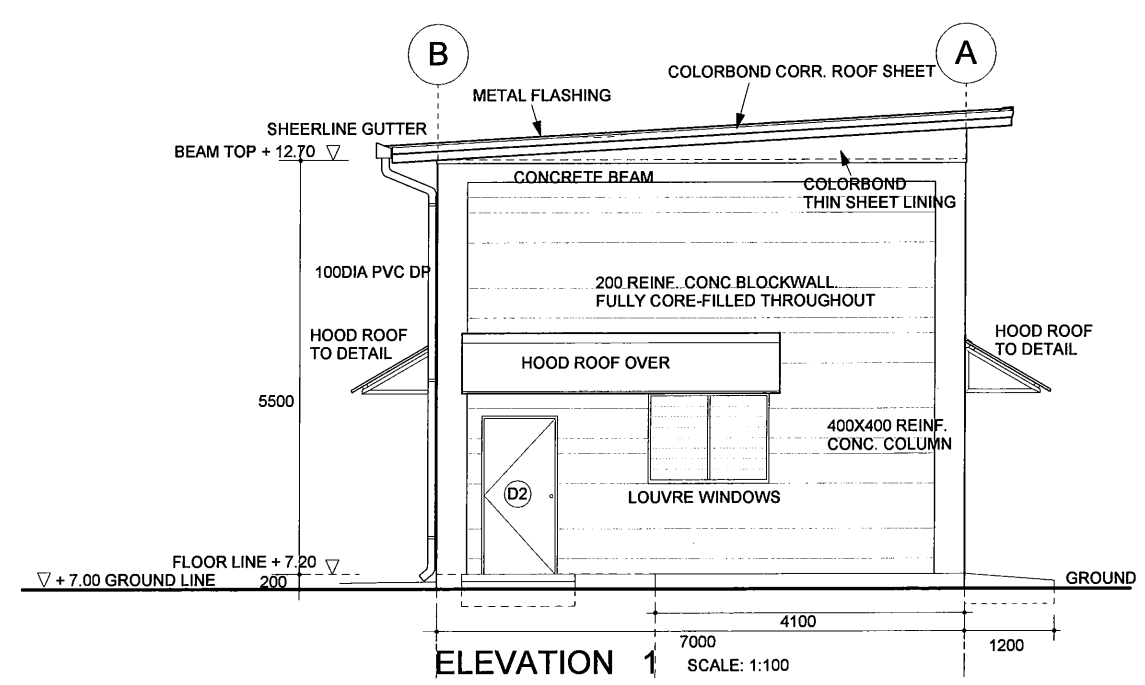 B
A
COLORBOND CORR. ROOF SHEET
METAL FLASHING
SHEERLINE GUTTER
BEAM TOP + 12.70
CONCRETE BEAM
COLORBOND
THIN SHEET LINING
100DIA PVC DP
200 REINF. CONC BLOCKWALL.
FULLY CORE-FILLED THROUGHOUT
HOOD ROOF
TO DETAIL
HOOD ROOF
TO DETAIL
HOOD ROOF OVER
5500
400X400 REINF.
CONC. COLUMN
D2
LOUVRE WINDOWS
FLOOR LINE + 7.20
+ 7.00 GROUND LINE
200
GROUND
4100
7000
1200
ELEVATION 1
SCALE: 1:100